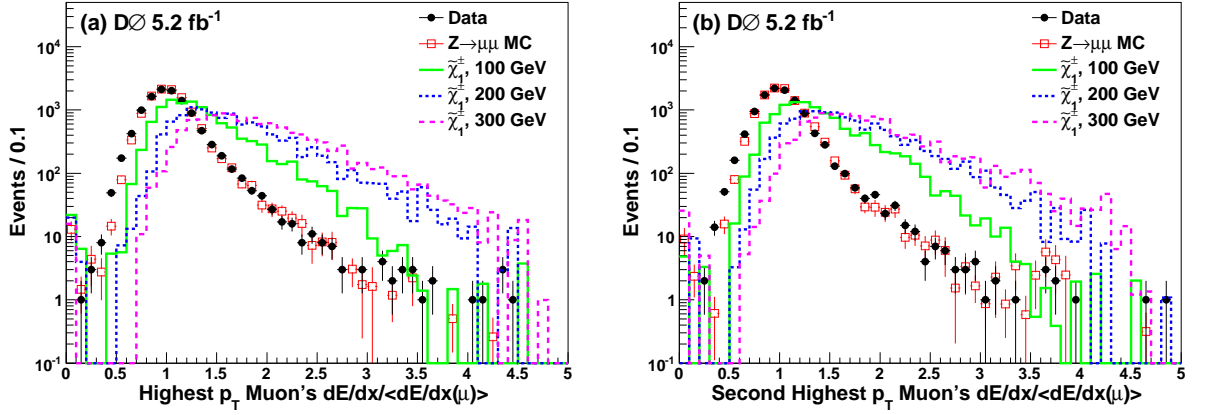 (a) DØ 5.2 fb⁻¹
Data
Z→μμ MC
χ̃₁±, 100 GeV
χ̃₁±, 200 GeV
χ̃₁±, 300 GeV
Events / 0.1
10⁴
10³
10²
10
1
10⁻¹
0 0.5 1 1.5 2 2.5 3 3.5 4 4.5 5
Highest p_T Muon's dE/dx/<dE/dx(μ)>
(b) DØ 5.2 fb⁻¹
Data
Z→μμ MC
χ̃₁±, 100 GeV
χ̃₁±, 200 GeV
χ̃₁±, 300 GeV
Events / 0.1
10⁴
10³
10²
10
1
10⁻¹
0 0.5 1 1.5 2 2.5 3 3.5 4 4.5 5
Second Highest p_T Muon's dE/dx/<dE/dx(μ)>